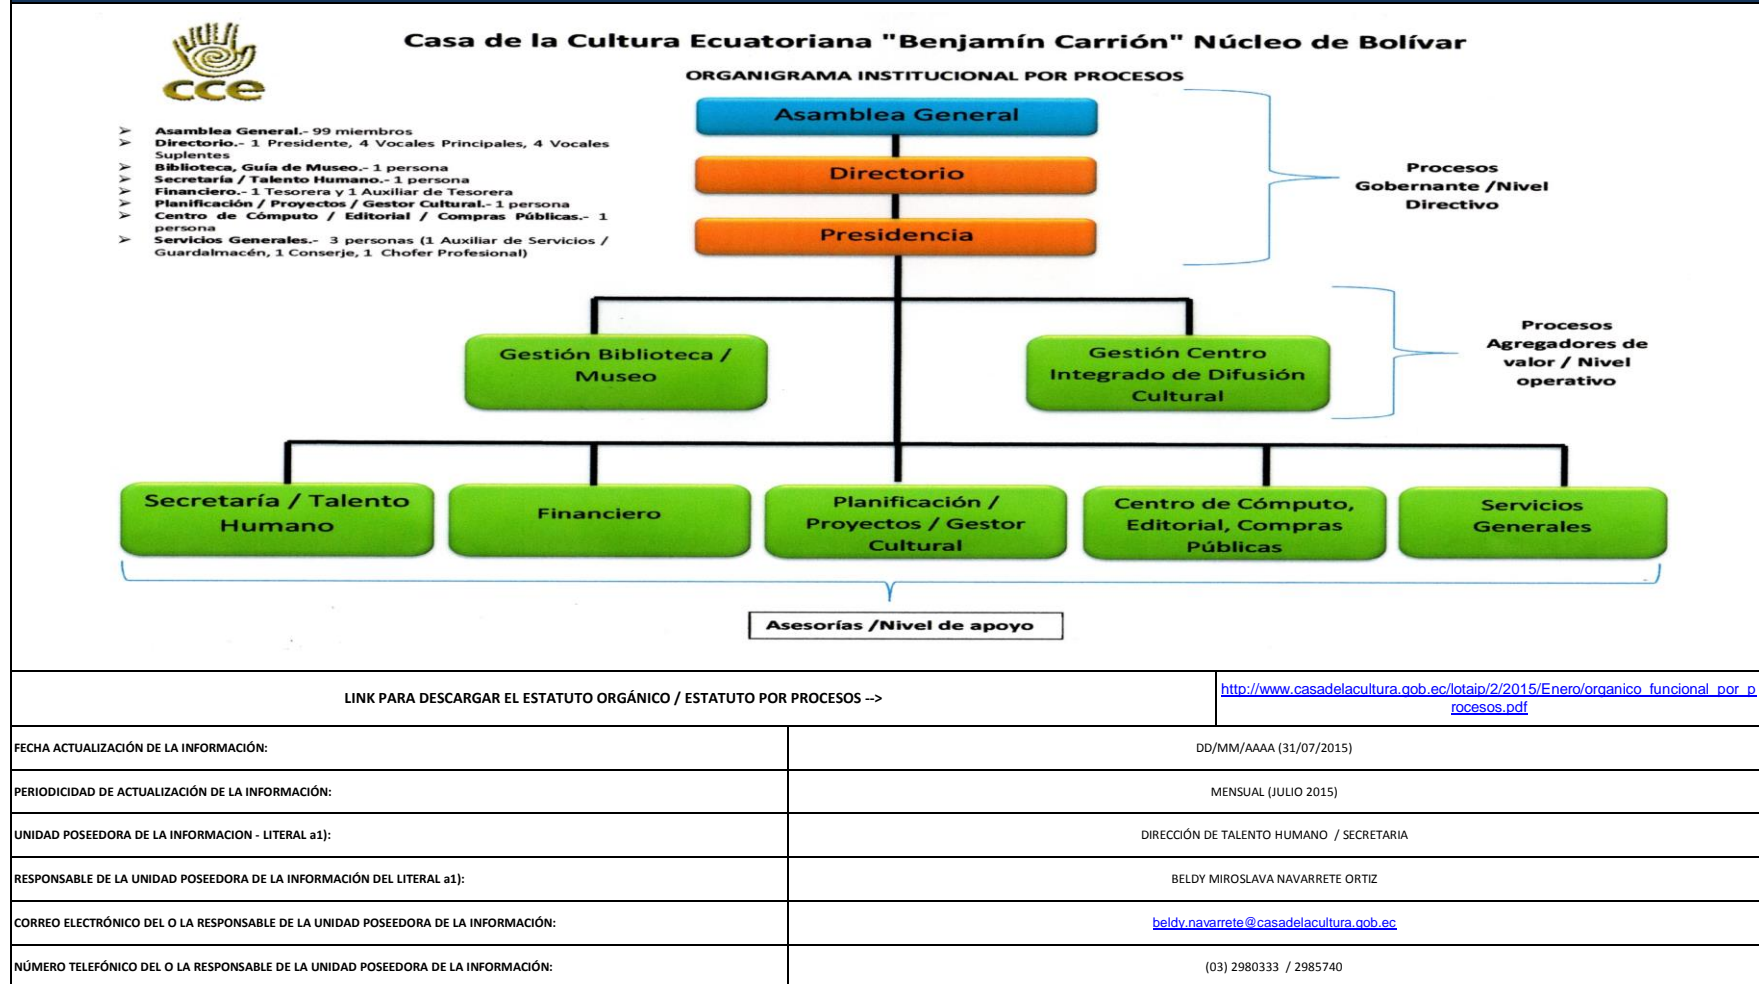 cce
Casa de la Cultura Ecuatoriana "Benjamín Carrión" Núcleo de Bolívar
ORGANIGRAMA INSTITUCIONAL POR PROCESOS
➢ Asamblea General.- 99 miembros
➢ Directorio.- 1 Presidente, 4 Vocales Principales, 4 Vocales
Suplentes
➢ Biblioteca, Guía de Museo.- 1 persona
➢ Secretaría / Talento Humano.- 1 persona
➢ Financiero.- 1 Tesorera y 1 Auxiliar de Tesorera
➢ Planificación / Proyectos / Gestor Cultural.- 1 persona
➢ Centro de Cómputo / Editorial / Compras Públicas.- 1
persona
➢ Servicios Generales.- 3 personas (1 Auxiliar de Servicios /
Guardalmacén, 1 Conserje, 1 Chofer Profesional)
Asamblea General
Directorio
Presidencia
Procesos
Gobernante /Nivel
Directivo
Gestión Biblioteca /
Museo
Gestión Centro
Integrado de Difusión
Cultural
Procesos
Agregadores de
valor / Nivel
operativo
Secretaría / Talento
Humano
Financiero
Planificación /
Proyectos / Gestor
Cultural
Centro de Cómputo,
Editorial, Compras
Públicas
Servicios
Generales
Asesorías /Nivel de apoyo
LINK PARA DESCARGAR EL ESTATUTO ORGÁNICO / ESTATUTO POR PROCESOS -->
http://www.casadelacultura.gob.ec/lotaip/2/2015/Enero/organico_funcional_por_p
rocesos.pdf
FECHA ACTUALIZACIÓN DE LA INFORMACIÓN:
DD/MM/AAAA (31/07/2015)
PERIODICIDAD DE ACTUALIZACIÓN DE LA INFORMACIÓN:
MENSUAL (JULIO 2015)
UNIDAD POSEEDORA DE LA INFORMACION - LITERAL a1):
DIRECCIÓN DE TALENTO HUMANO / SECRETARIA
RESPONSABLE DE LA UNIDAD POSEEDORA DE LA INFORMACIÓN DEL LITERAL a1):
BELDY MIROSLAVA NAVARRETE ORTIZ
CORREO ELECTRÓNICO DEL O LA RESPONSABLE DE LA UNIDAD POSEEDORA DE LA INFORMACIÓN:
beldy.navarrete@casadelacultura.gob.ec
NÚMERO TELEFÓNICO DEL O LA RESPONSABLE DE LA UNIDAD POSEEDORA DE LA INFORMACIÓN:
(03) 2980333 / 2985740